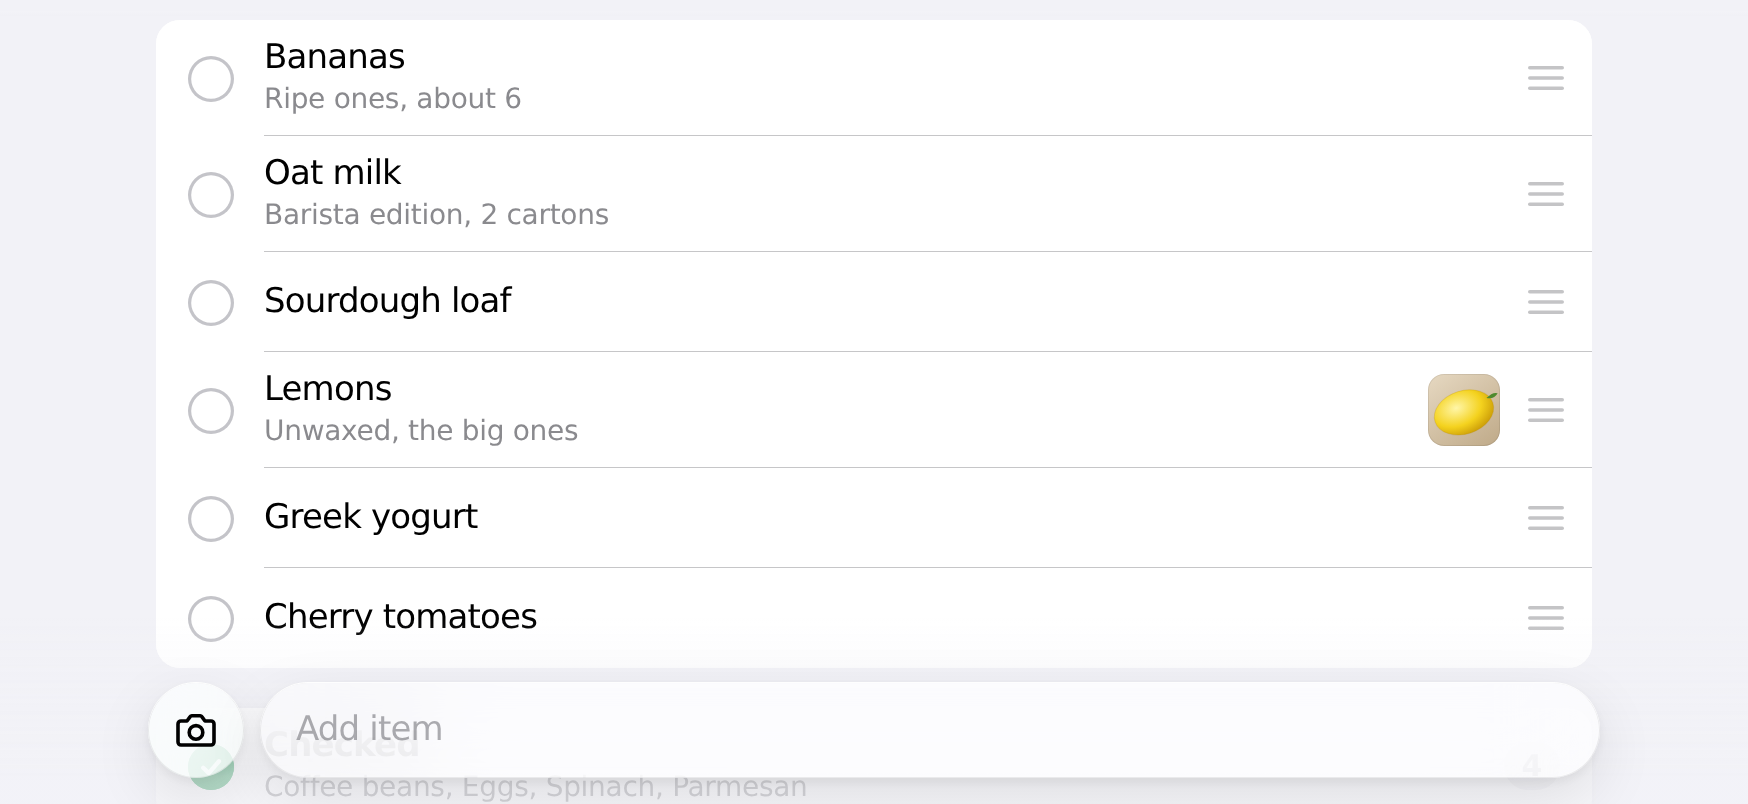 Bananas
Ripe ones, about 6
Oat milk
Barista edition, 2 cartons
Sourdough loaf
Lemons
Unwaxed, the big ones
Greek yogurt
Cherry tomatoes
Add item
Checked
4
Coffee beans, Eggs, Spinach, Parmesan